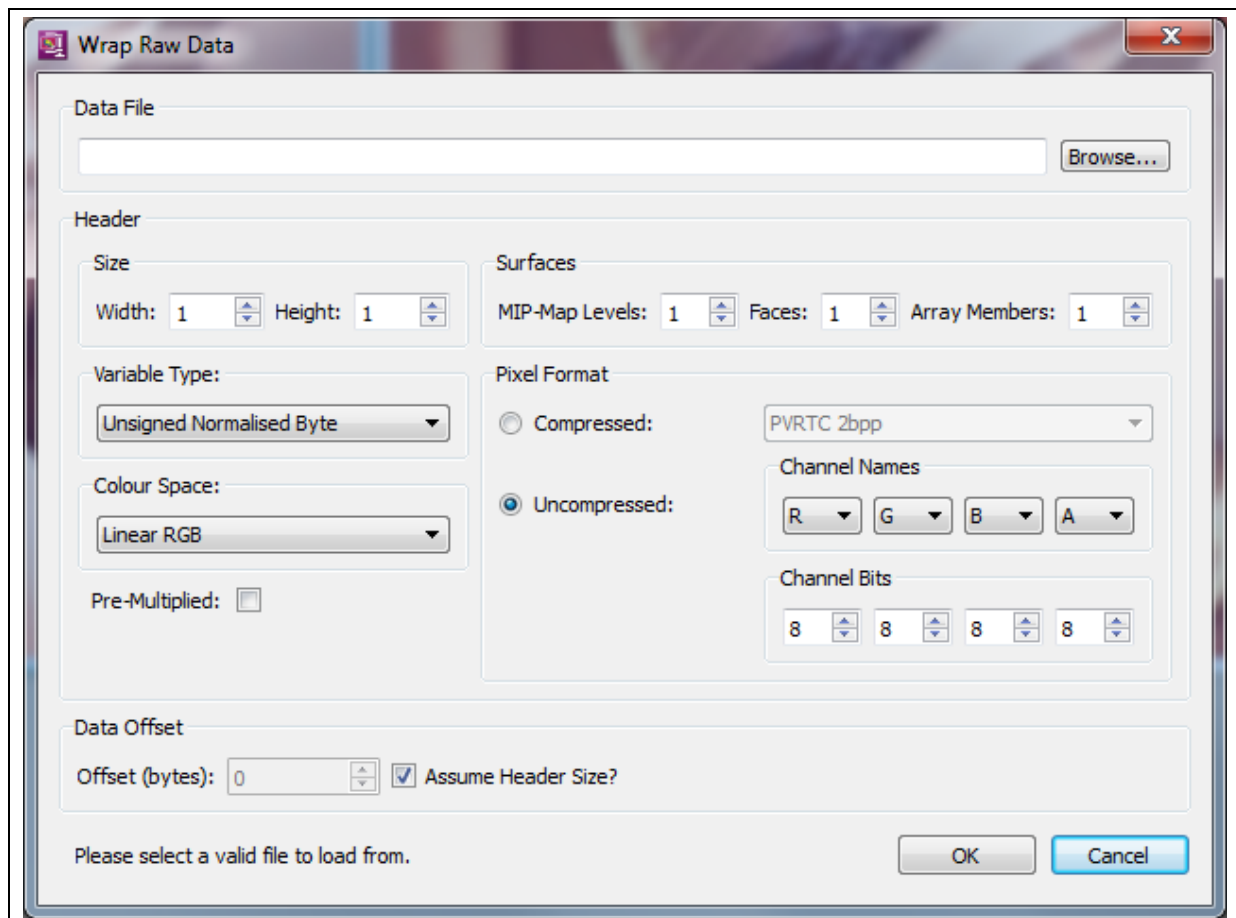 Wrap Raw Data
Data File
Browse...
Header
Size
Surfaces
Width: 1 Height: 1
MIP-Map Levels: 1 Faces: 1 Array Members: 1
Variable Type:
Unsigned Normalised Byte
Pixel Format
Compressed: PVRTC 2bpp
Colour Space:
Linear RGB
Channel Names
Uncompressed: R G B A
Pre-Multiplied:
Channel Bits
8 8 8 8
Data Offset
Offset (bytes): 0 Assume Header Size?
Please select a valid file to load from.
OK Cancel